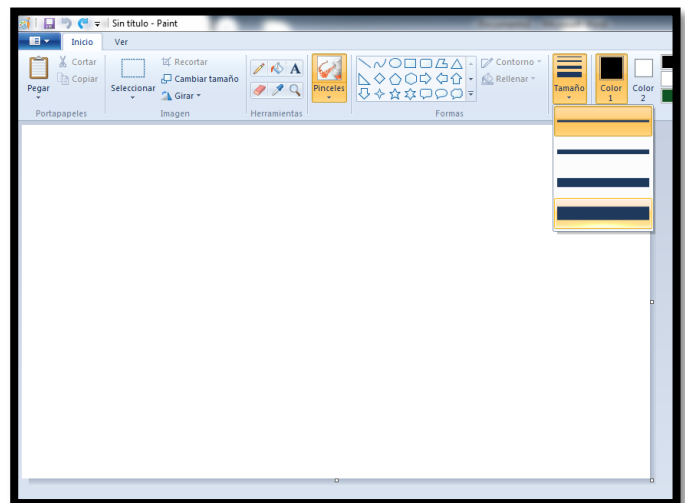 Sin título - Paint
Inicio Ver
Pegar
Cortar
Copiar
Portapapeles
Seleccionar
Recortar
Cambiar tamaño
Girar
Imagen
A
Herramientas
Pinceles
Contorno
Rellenar
Formas
Tamaño
Color 
1
Color
2